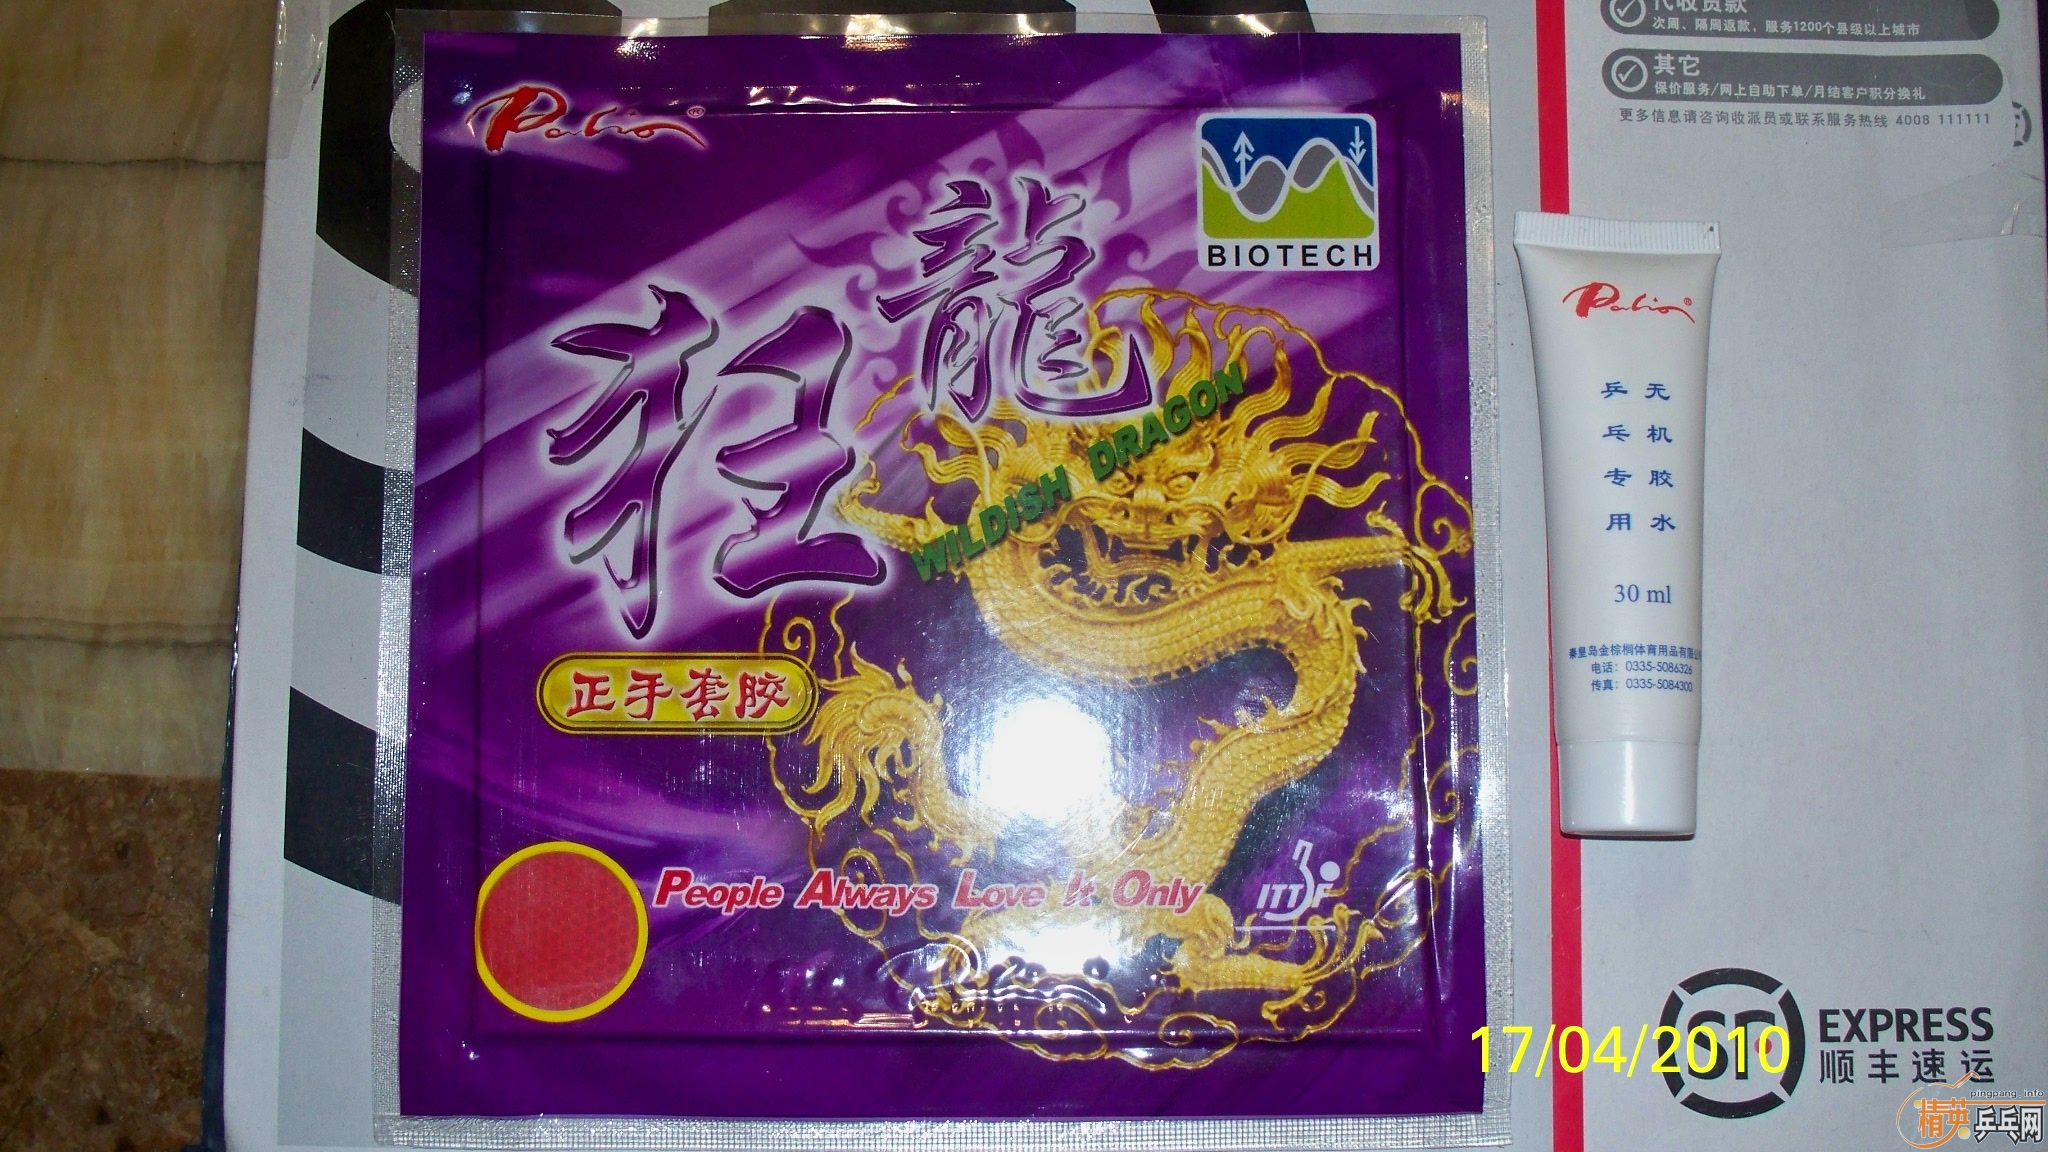 Palio®
BIOTECH
狂龍
WILDISH DRAGON
正手套胶
People Always Love It Only
ITTF
Palio®
无机胶水
乒乓专用
30 ml
秦皇岛金棕榈体育用品有限公司
电话：0335-5086326
传真：0335-5084300
代收货款
次周、隔周返款，服务1200个县级以上城市
其它
保价服务/网上自助下单/月结客户积分换礼
更多信息请咨询收派员或联系服务热线 4008 111111
SF EXPRESS
顺丰速运
17/04/2010
pingpang.info
精英乒乓网